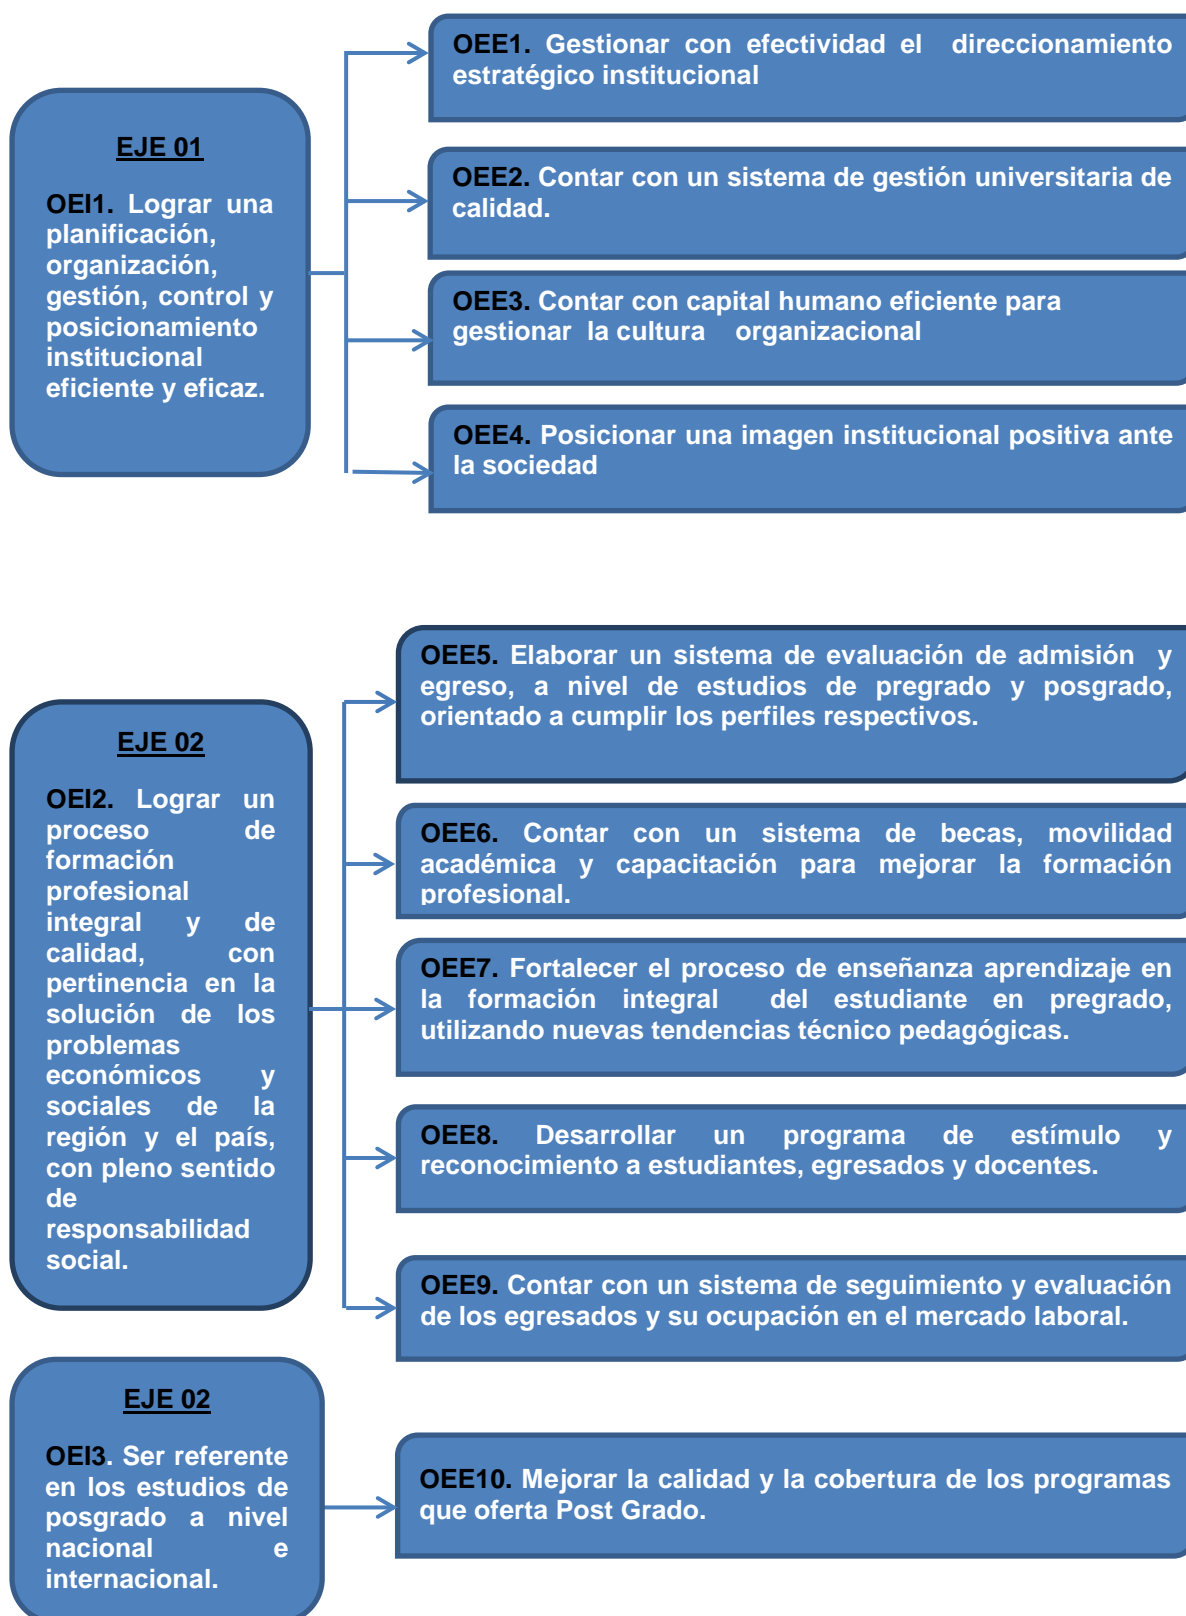 EJE 01
OEI1. Lograr una
planificación,
organización,
gestión, control y
posicionamiento
institucional
eficiente y eficaz.
OEE1. Gestionar con efectividad el direccionamiento
estratégico institucional
OEE2. Contar con un sistema de gestión universitaria de
calidad.
OEE3. Contar con capital humano eficiente para
gestionar la cultura organizacional
OEE4. Posicionar una imagen institucional positiva ante
la sociedad
EJE 02
OEI2. Lograr un
proceso de
formación
profesional
integral y de
calidad, con
pertinencia en la
solución de los
problemas
económicos y
sociales de la
región y el país,
con pleno sentido
de
responsabilidad
social.
OEE5. Elaborar un sistema de evaluación de admisión y
egreso, a nivel de estudios de pregrado y posgrado,
orientado a cumplir los perfiles respectivos.
OEE6. Contar con un sistema de becas, movilidad
académica y capacitación para mejorar la formación
profesional.
OEE7. Fortalecer el proceso de enseñanza aprendizaje en
la formación integral del estudiante en pregrado,
utilizando nuevas tendencias técnico pedagógicas.
OEE8. Desarrollar un programa de estímulo y
reconocimiento a estudiantes, egresados y docentes.
OEE9. Contar con un sistema de seguimiento y evaluación
de los egresados y su ocupación en el mercado laboral.
EJE 02
OEI3. Ser referente
en los estudios de
posgrado a nivel
nacional e
internacional.
OEE10. Mejorar la calidad y la cobertura de los programas
que oferta Post Grado.